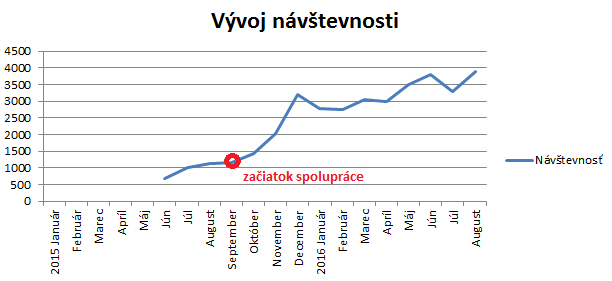 Vývoj návštevnosti
4500
4000
3500
3000
2500
2000
1500
1000
500
0
začiatok spolupráce
Návštevnosť
2015 Január
Február
Marec
Apríl
Máj
Jún
Júl
August
September
Október
November
December
2016 Január
Február
Marec
Apríl
Máj
Jún
Júl
August